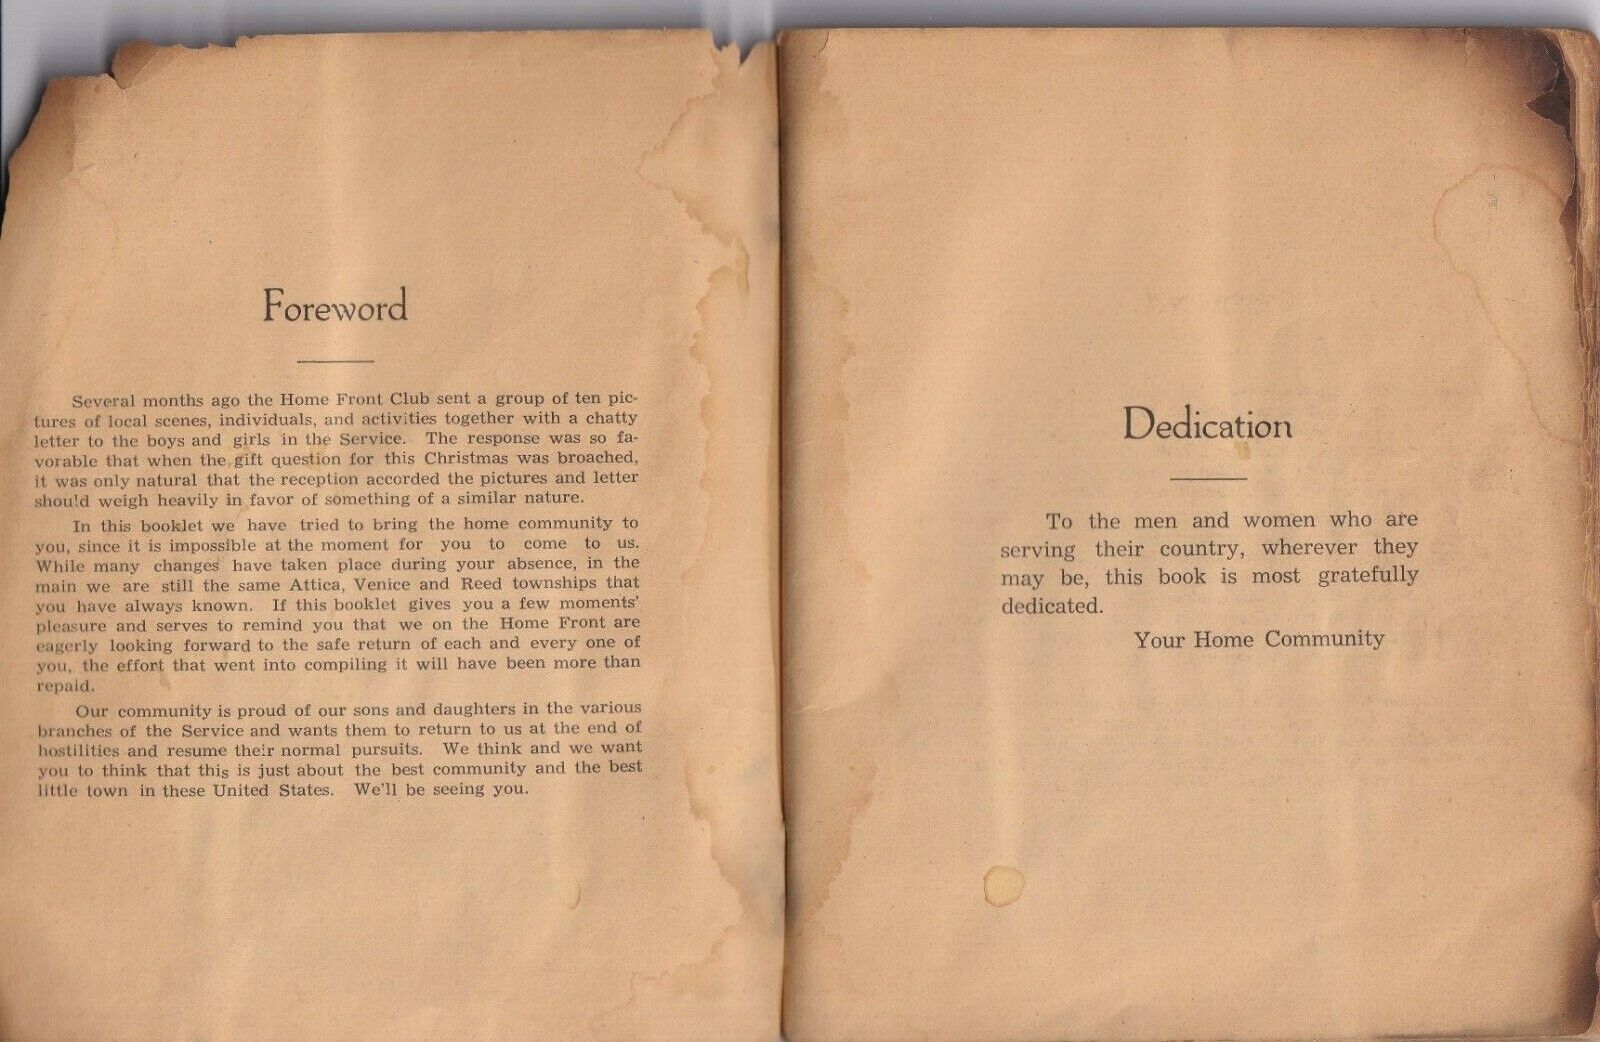 Foreword
Several months ago the Home Front Club sent a group of ten pic-
tures of local scenes, individuals, and activities together with a chatty
letter to the boys and girls in the Service. The response was so fa-
vorable that when the gift question for this Christmas was broached,
it was only natural that the reception accorded the pictures and letter
should weigh heavily in favor of something of a similar nature.
In this booklet we have tried to bring the home community to
you, since it is impossible at the moment for you to come to us.
While many changes have taken place during your absence, in the
main we are still the same Attica, Venice and Reed townships that
you have always known. If this booklet gives you a few moments'
pleasure and serves to remind you that we on the Home Front are
eagerly looking forward to the safe return of each and every one of
you, the effort that went into compiling it will have been more than
repaid.
Our community is proud of our sons and daughters in the various
branches of the Service and wants them to return to us at the end of
hostilities and resume their normal pursuits. We think and we want
you to think that this is just about the best community and the best
little town in these United States. We'll be seeing you.
Dedication
To the men and women who are
serving their country, wherever they
may be, this book is most gratefully
dedicated.
Your Home Community